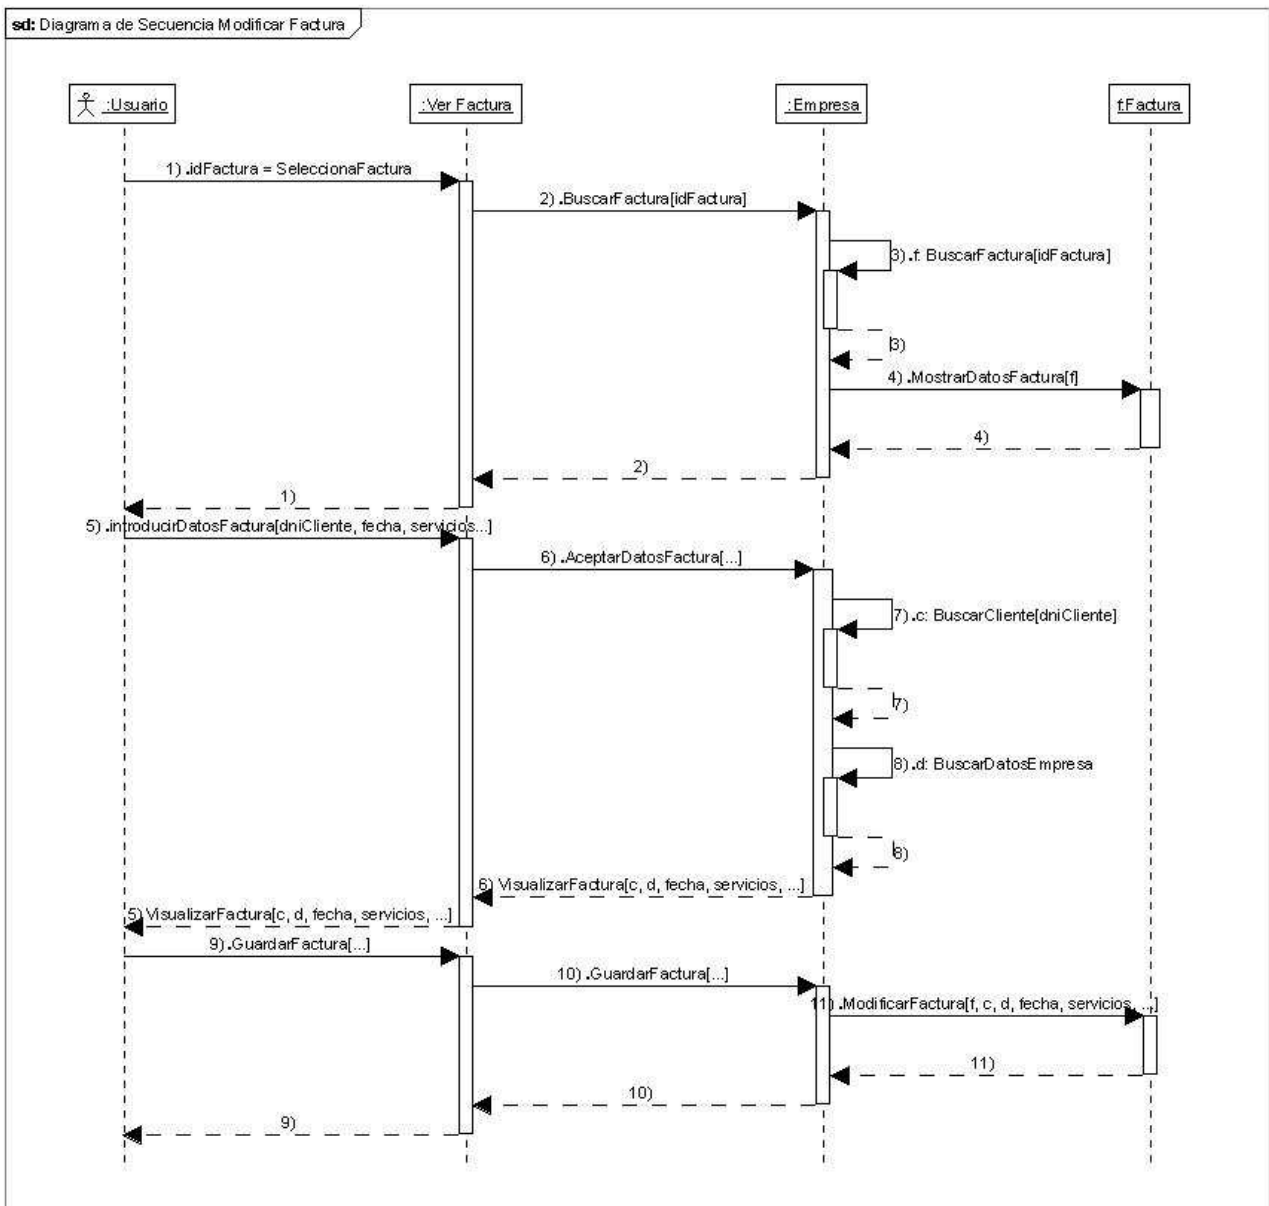 sd: Diagrama de Secuencia Modificar Factura
:Usuario
:Ver Factura
:Empresa
f:Factura
1) .idFactura = SeleccionaFactura
2) .BuscarFactura[idFactura]
3) .f: BuscarFactura[idFactura]
3)
4) .MostrarDatosFactura[f]
4)
2)
1)
5) .introducirDatosFactura[dniCliente, fecha, servicios...]
6) .AceptarDatosFactura[...]
7) .c: BuscarCliente[dniCliente]
7)
8) .d: BuscarDatosEmpresa
8)
6) VisualizarFactura[c, d, fecha, servicios, ...]
5) VisualizarFactura[c, d, fecha, servicios, ...]
9) .GuardarFactura[...]
10) .GuardarFactura[...]
11) .ModificarFactura[f, c, d, fecha, servicios, ...]
11)
10)
9)